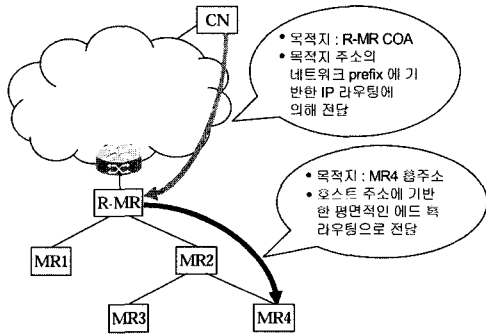 CN
• 목적지 : R-MR COA
• 목적지 주소의
네트워크 prefix 에 기
반한 IP 라우팅에
의해 전달
• 목적지 : MR4 홈주소
• 호스트 주소에 기반
한 평면적인 에드 혹
라우팅으로 전달
R-MR
MR1
MR2
MR3
MR4